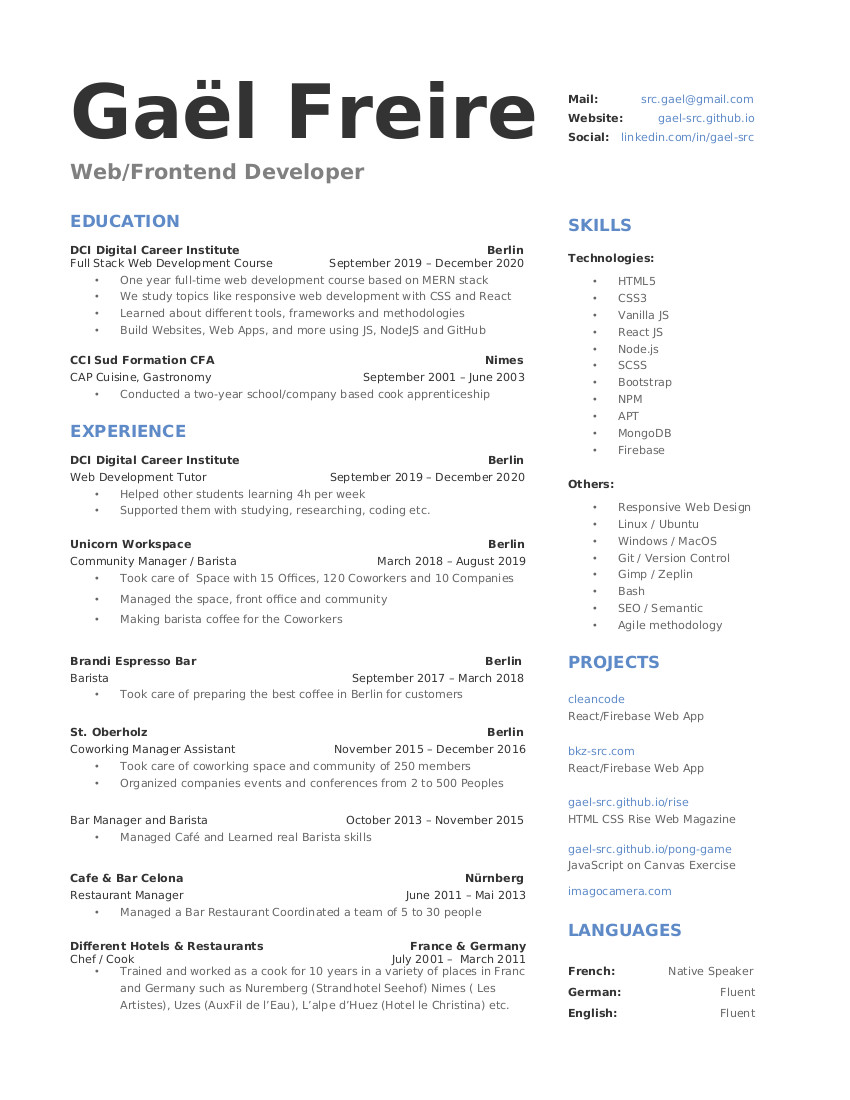 Gaël Freire
Web/Frontend Developer
Mail: src.gael@gmail.com
Website: gael-src.github.io
Social: linkedin.com/in/gael-src
EDUCATION
DCI Digital Career Institute Berlin
Full Stack Web Development Course September 2019 – December 2020
• One year full-time web development course based on MERN stack
• We study topics like responsive web development with CSS and React
• Learned about different tools, frameworks and methodologies
• Build Websites, Web Apps, and more using JS, NodeJS and GitHub
CCI Sud Formation CFA Nimes
CAP Cuisine, Gastronomy September 2001 – June 2003
• Conducted a two-year school/company based cook apprenticeship
EXPERIENCE
DCI Digital Career Institute Berlin
Web Development Tutor September 2019 – December 2020
• Helped other students learning 4h per week
• Supported them with studying, researching, coding etc.
Unicorn Workspace Berlin
Community Manager / Barista March 2018 – August 2019
• Took care of  Space with 15 Offices, 120 Coworkers and 10 Companies
• Managed the space, front office and community
• Making barista coffee for the Coworkers
Brandi Espresso Bar Berlin
Barista September 2017 – March 2018
• Took care of preparing the best coffee in Berlin for customers
St. Oberholz Berlin
Coworking Manager Assistant November 2015 – December 2016
• Took care of coworking space and community of 250 members
• Organized companies events and conferences from 2 to 500 Peoples
Bar Manager and Barista October 2013 – November 2015
• Managed Café and Learned real Barista skills
Cafe & Bar Celona Nürnberg
Restaurant Manager June 2011 – Mai 2013
• Managed a Bar Restaurant Coordinated a team of 5 to 30 people
Different Hotels & Restaurants France & Germany
Chef / Cook July 2001 –  March 2011
• Trained and worked as a cook for 10 years in a variety of places in Franc
and Germany such as Nuremberg (Strandhotel Seehof) Nimes ( Les
Artistes), Uzes (AuxFil de l’Eau), L’alpe d’Huez (Hotel le Christina) etc.
SKILLS
Technologies:
• HTML5
• CSS3
• Vanilla JS
• React JS
• Node.js
• SCSS
• Bootstrap
• NPM
• APT
• MongoDB
• Firebase
Others:
• Responsive Web Design
• Linux / Ubuntu
• Windows / MacOS
• Git / Version Control
• Gimp / Zeplin
• Bash
• SEO / Semantic
• Agile methodology
PROJECTS
cleancode
React/Firebase Web App
bkz-src.com
React/Firebase Web App
gael-src.github.io/rise
HTML CSS Rise Web Magazine
gael-src.github.io/pong-game
JavaScript on Canvas Exercise
imagocamera.com
LANGUAGES
French: Native Speaker
German: Fluent
English: Fluent